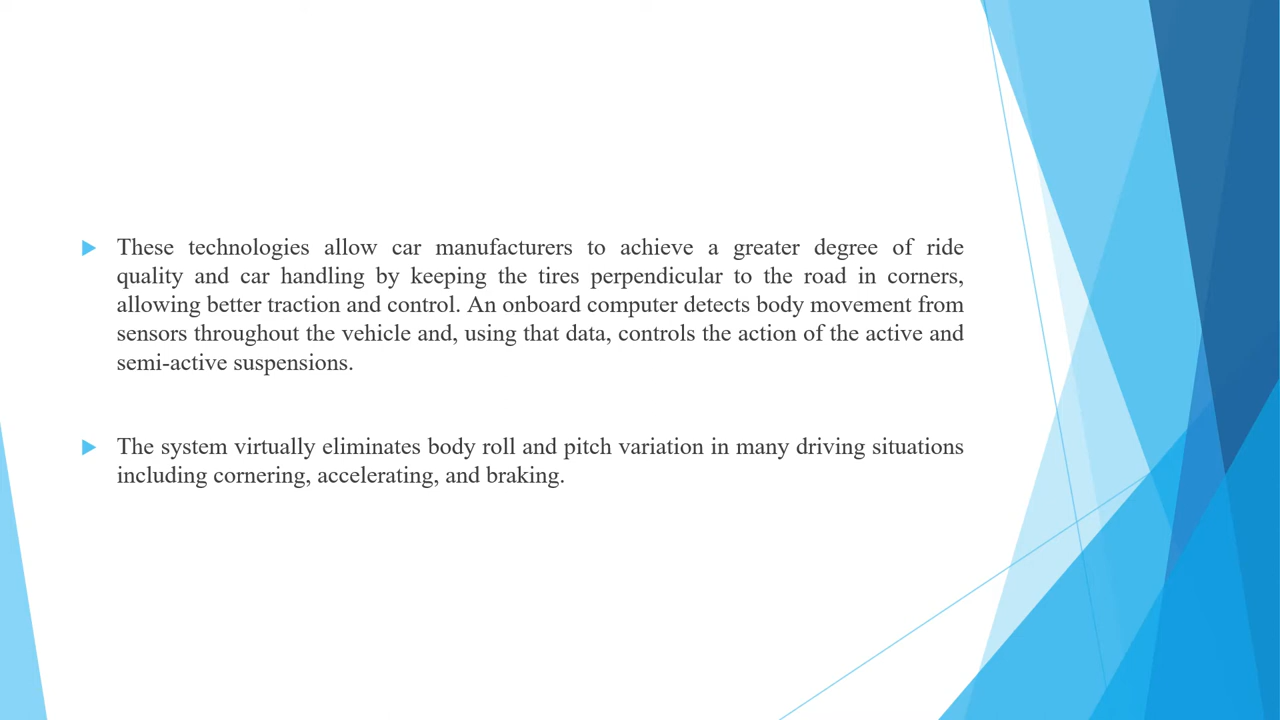 These technologies allow car manufacturers to achieve a greater degree of ride
quality and car handling by keeping the tires perpendicular to the road in corners,
allowing better traction and control. An onboard computer detects body movement from
sensors throughout the vehicle and, using that data, controls the action of the active and
semi-active suspensions.
The system virtually eliminates body roll and pitch variation in many driving situations
including cornering, accelerating, and braking.